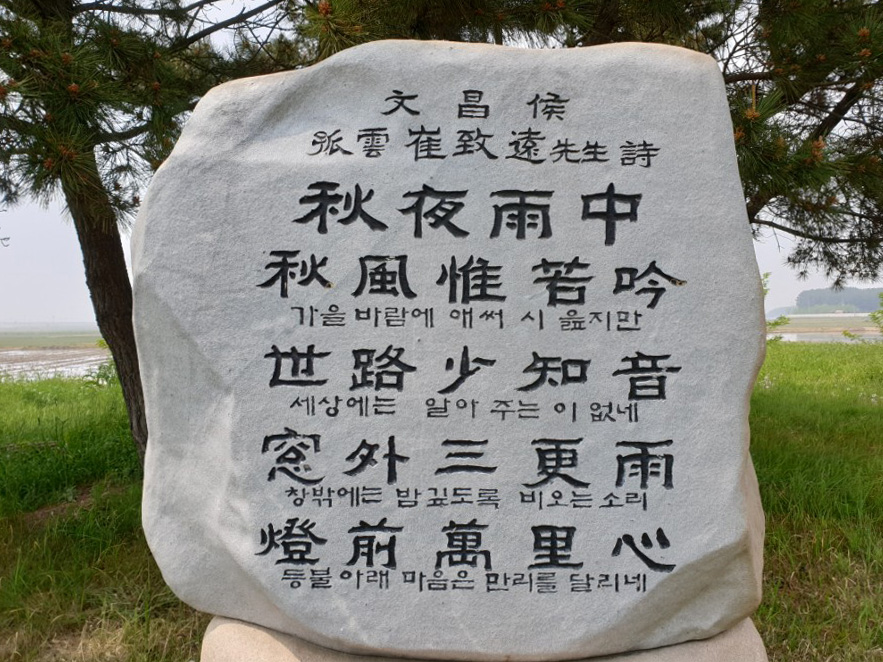 文昌侯
孤雲崔致遠先生詩
秋夜雨中
秋風惟若吟
가을 바람에 애써 시 읊지만
世路少知音
세상에는 알아 주는 이 없네
窓外三更雨
창밖에는 밤 깊도록 비오는소리
燈前萬里心
등불아래 마음은 만리를 달리네